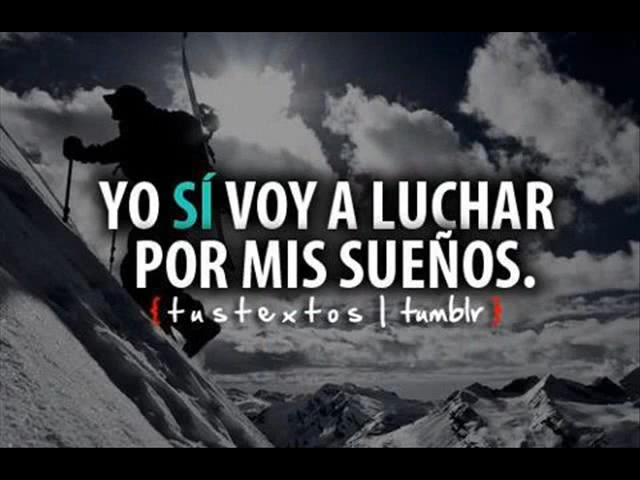 YO SÍ VOY A LUCHAR
POR MIS SUEÑOS.
{tustextos | tumblr}